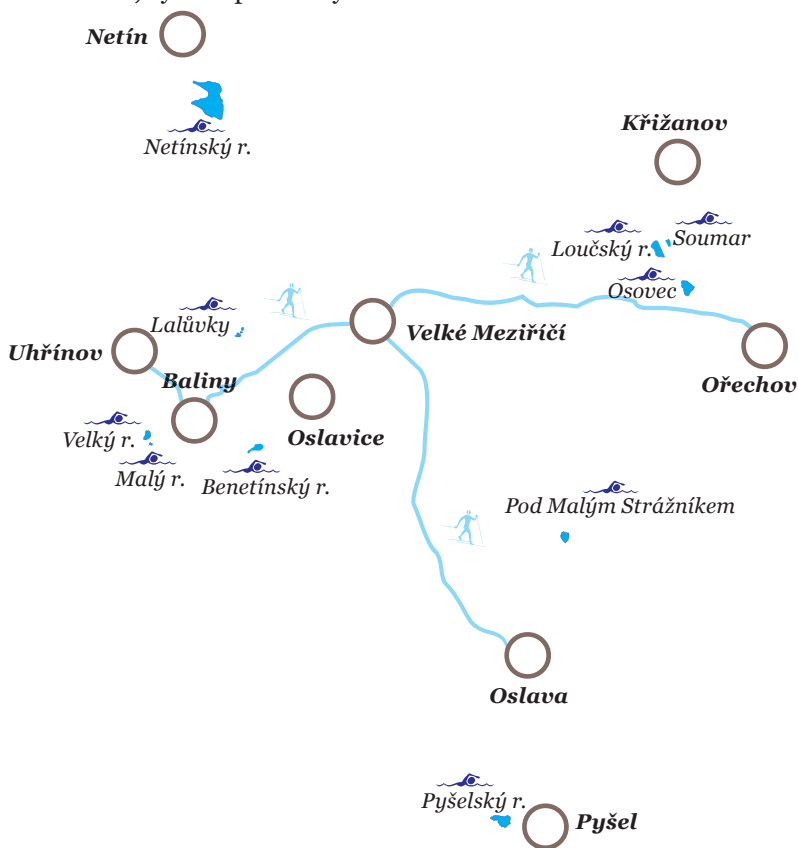 Netín
Netínský r.
Křižanov
Loučský r.
Soumar
Osovec
Lalůvky
Velké Meziříčí
Uhřínov
Baliny
Ořechov
Oslavice
Velký r.
Malý r.
Benetínský r.
Pod Malým Strážníkem
Oslava
Pyšelský r.
Pyšel